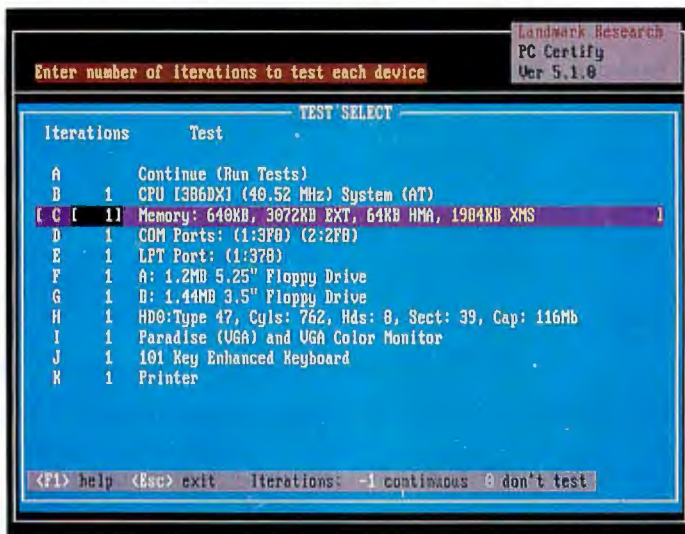 Landmark Research
PC Certify
Ver 5.1.0
Enter number of iterations to test each device
TEST SELECT
Iterations Test
A Continue (Run Tests)
B 1 CPU [386DX] (40.52 MHz) System (AT)
[ C [ 1] Memory: 640KB, 3072KB EXT, 64KB HMA, 1984KB XMS ]
D 1 COM Ports: (1:3F8) (2:2F8)
E 1 LPT Port: (1:378)
F 1 A: 1.2MB 5.25" Floppy Drive
G 1 B: 1.44MB 3.5" Floppy Drive
H 1 HD0:Type 47, Cyls: 762, Hds: 8, Sect: 39, Cap: 116Mb
I 1 Paradise (VGA) and VGA Color Monitor
J 1 101 Key Enhanced Keyboard
K 1 Printer
<F1> help <Esc> exit Iterations: -1 continuous 0 don't test